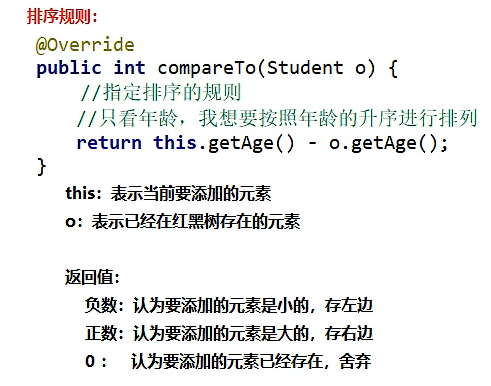 排序规则：
@Override
public int compareTo(Student o) {
//指定排序的规则
//只看年龄，我想要按照年龄的升序进行排列
return this.getAge() - o.getAge();
}
this：表示当前要添加的元素
o：表示已经在红黑树存在的元素
返回值：
负数：认为要添加的元素是小的，存左边
正数：认为要添加的元素是大的，存右边
0 ： 认为要添加的元素已经存在，舍弃